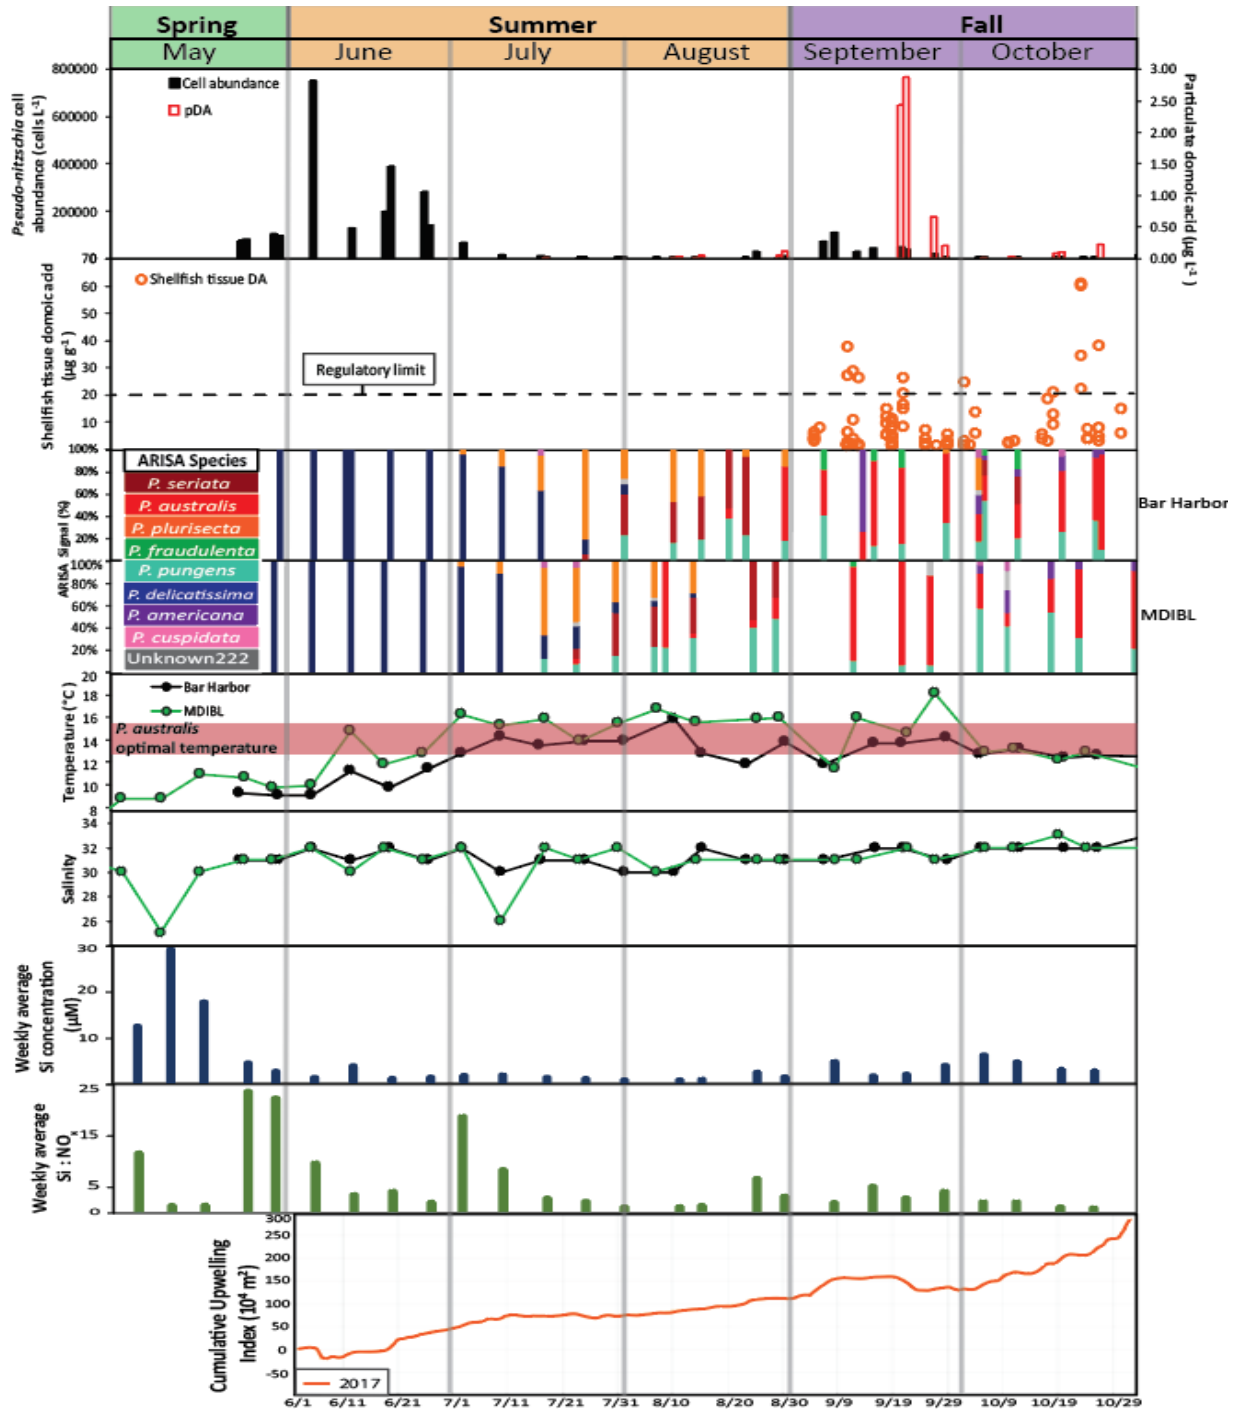 Spring Summer Fall
May June July August September October
Pseudo-nitzschia cell
abundance (cells L⁻¹)
800000
600000
400000
200000
70
Cell abundance
pDA
3.00
2.50
2.00
1.50
1.00
0.50
0.00
Particulate domoic acid (µg L⁻¹)
Shellfish tissue domoic acid
(µg g⁻¹)
60
50
40
30
20
10
Shellfish tissue DA
Regulatory limit
ARISA Signal (%)
100%
80%
60%
40%
20%
ARISA Species
P. seriata
P. australis
P. plurisecta
P. fraudulenta
P. pungens
P. delicatissima
P. americana
P. cuspidata
Unknown222
Bar Harbor
ARISA
100%
80%
60%
40%
20%
MDIBL
Temperature (°C)
20
18
16
14
12
10
8
Bar Harbor
MDIBL
P. australis
optimal temperature
Salinity
34
32
30
28
26
Weekly average
Si concentration
(µM)
30
20
10
Weekly average
Si : NOₓ
25
15
5
0
Cumulative Upwelling
Index (10⁴ m²)
300
250
200
150
100
50
0
-50
2017
6/1 6/11 6/21 7/1 7/11 7/21 7/31 8/10 8/20 8/30 9/9 9/19 9/29 10/9 10/19 10/29